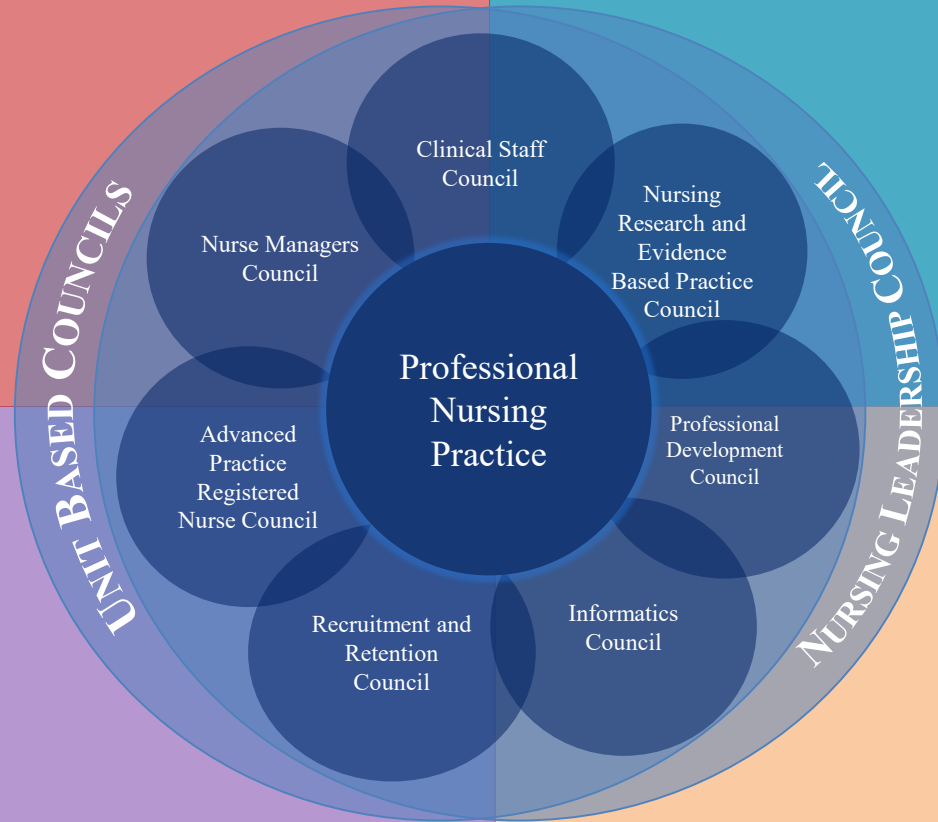 Clinical Staff
Council
Nursing
Research and
Evidence
Based Practice
Council
Nurse Managers
Council
UNIT BASED COUNCILS
NURSING LEADERSHIP COUNCIL
Professional
Nursing
Practice
Professional
Development
Council
Advanced
Practice
Registered
Nurse Council
Informatics
Council
Recruitment and
Retention
Council